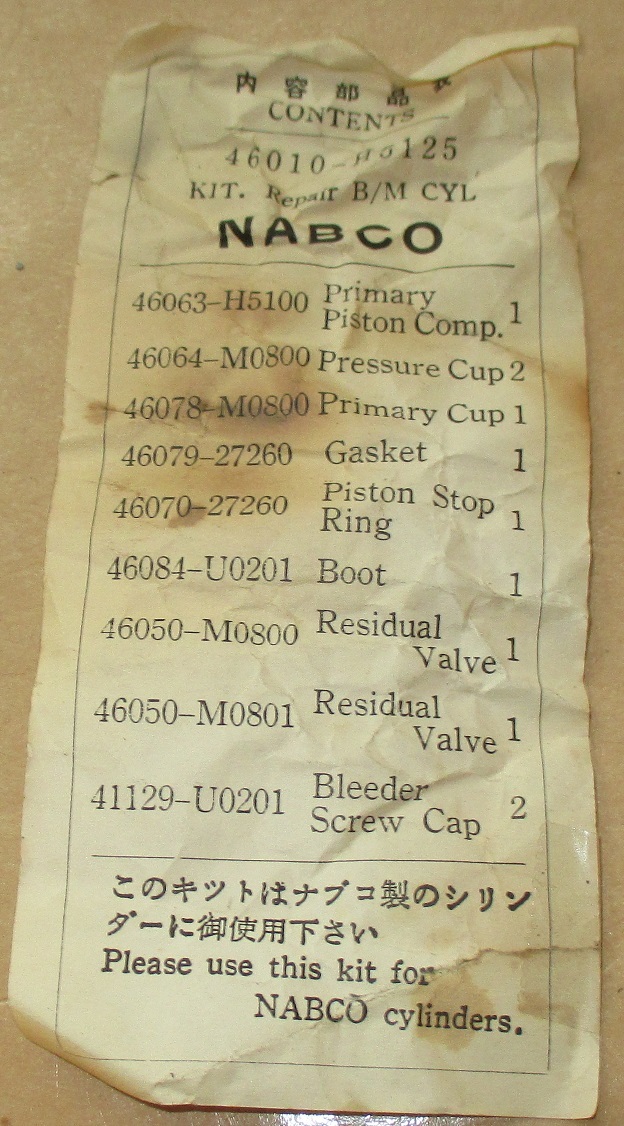 内容部品表
CONTENTS
46010-H5125
KIT. Repair B/M CYL
NABCO
46063-H5100 Primary Piston Comp. 1
46064-M0800 Pressure Cup 2
46078-M0800 Primary Cup 1
46079-27260 Gasket 1
46070-27260 Piston Stop Ring 1
46084-U0201 Boot 1
46050-M0800 Residual Valve 1
46050-M0801 Residual Valve 1
41129-U0201 Bleeder Screw Cap 2
このキットはナブコ製のシリン
ダーに御使用下さい
Please use this kit for
NABCO cylinders.